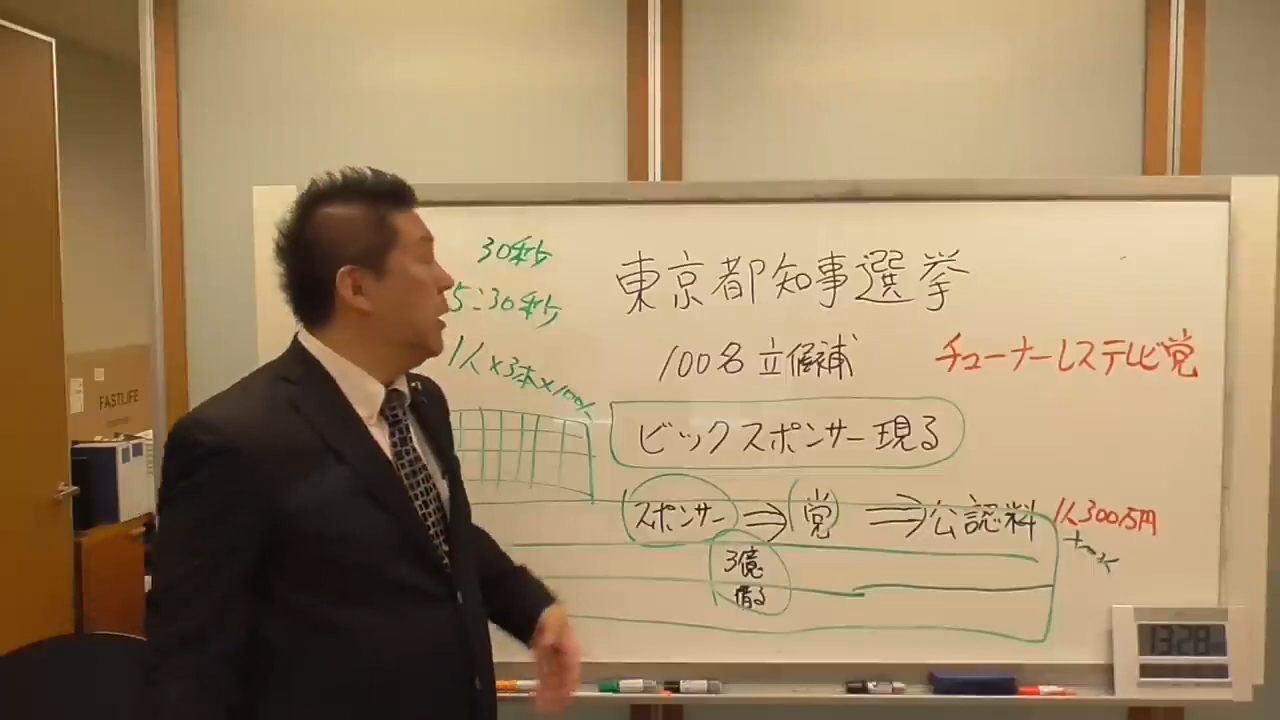 30秒
5:30秒
1人×3本×100人
東京都知事選挙
100名立候補
チューナーレステレビ党
ビックスポンサー現る
スポンサー⇒党⇒公認料
1人300万円
3億
借る
FASTLIFE
1328